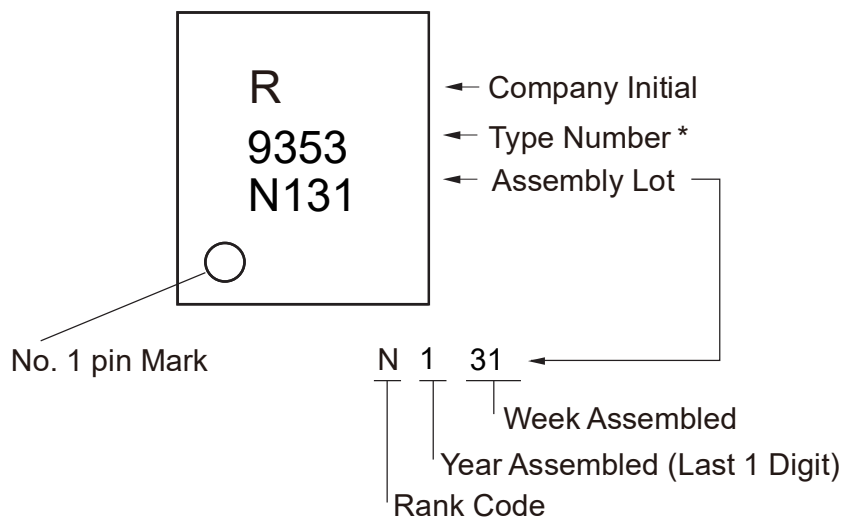 R
Company Initial
9353
Type Number *
N131
Assembly Lot
No. 1 pin Mark
N 1 31
Week Assembled
Year Assembled (Last 1 Digit)
Rank Code